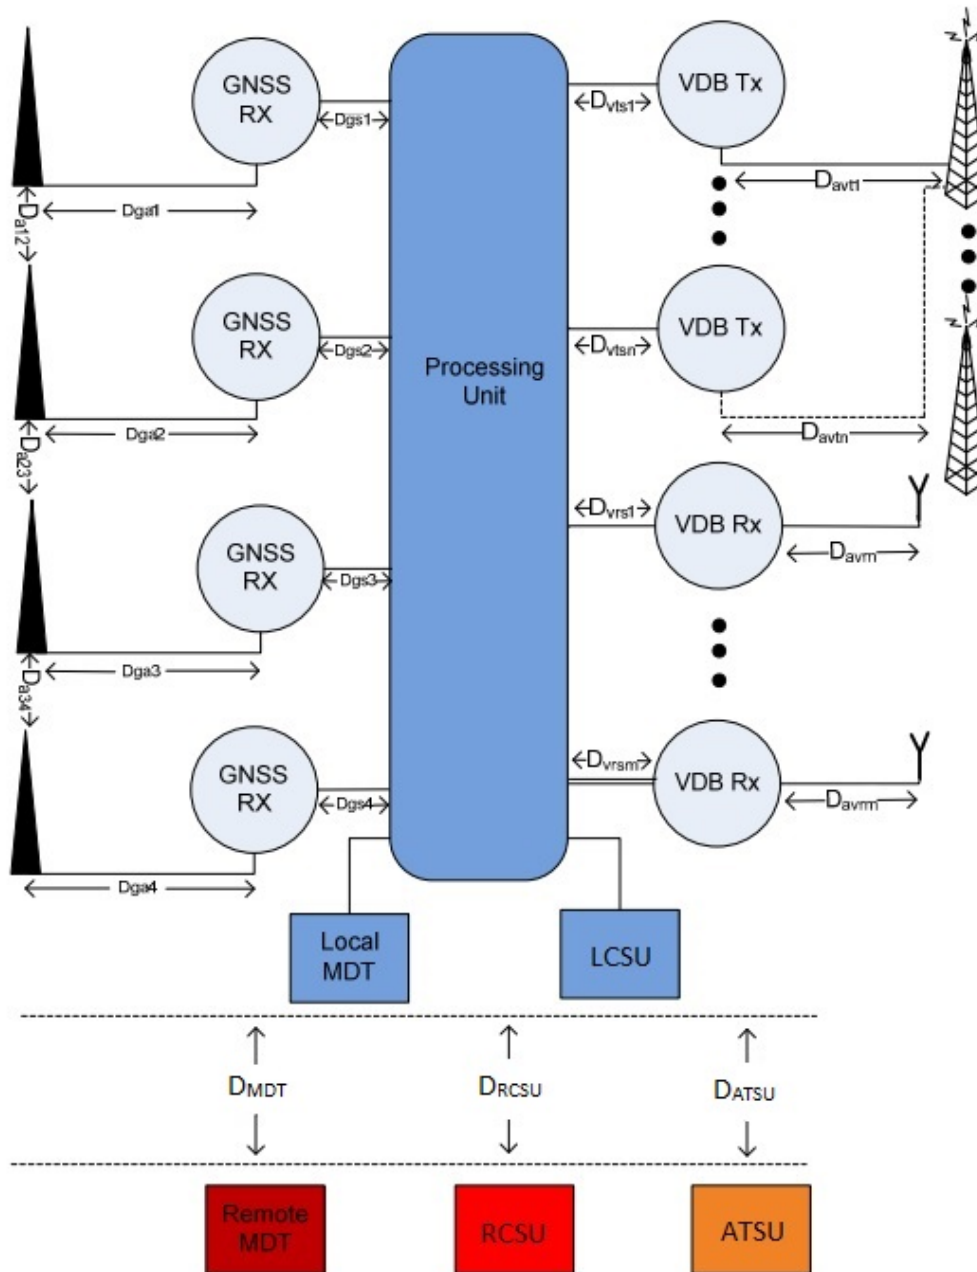 GNSS
RX
Dgs1
Dga1
Da12
GNSS
RX
Dgs2
Dga2
Da23
GNSS
RX
Dgs3
Dga3
Da34
GNSS
RX
Dgs4
Dga4
Processing
Unit
VDB Tx
Dvts1
Davt1
VDB Tx
Dvtsn
Davtn
VDB Rx
Dvrs1
Davrn
VDB Rx
Dvrsm
Davrm
Local
MDT
LCSU
DMDT
DRCSU
DATSU
Remote
MDT
RCSU
ATSU